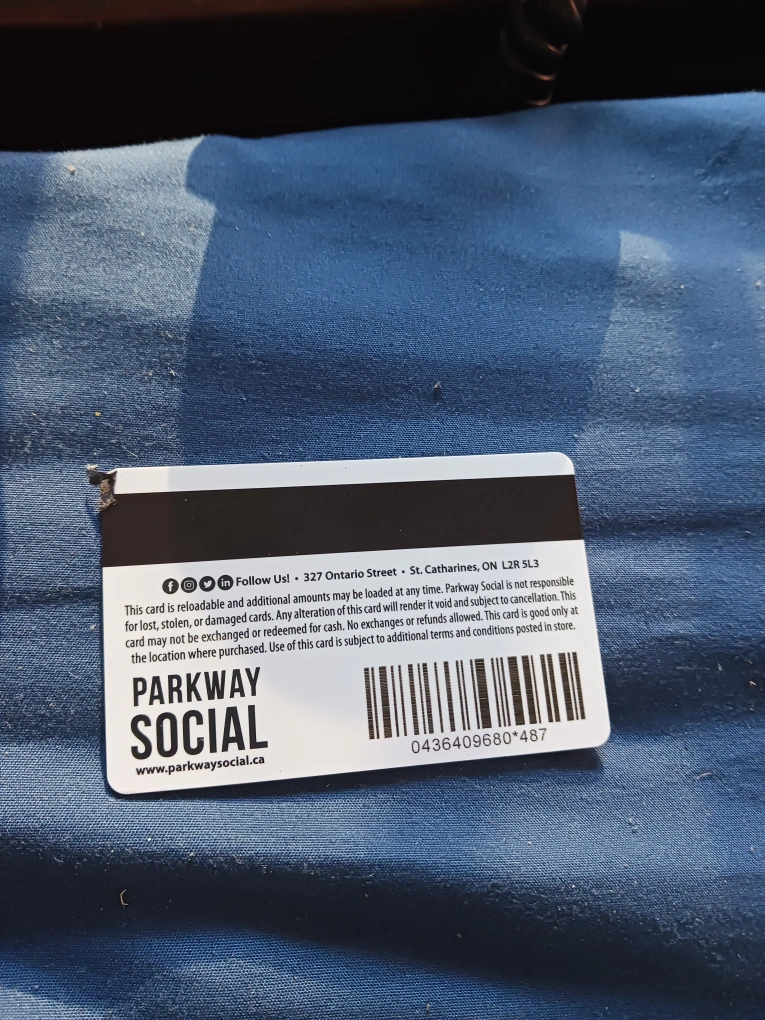 Follow Us! • 327 Ontario Street • St. Catharines, ON L2R 5L3
This card is reloadable and additional amounts may be loaded at any time. Parkway Social is not responsible
for lost, stolen, or damaged cards. Any alteration of this card will render it void and subject to cancellation. This
card may not be exchanged or redeemed for cash. No exchanges or refunds allowed. This card is good only at
the location where purchased. Use of this card is subject to additional terms and conditions posted in store.
PARKWAY
SOCIAL
www.parkwaysocial.ca
0436409680*487